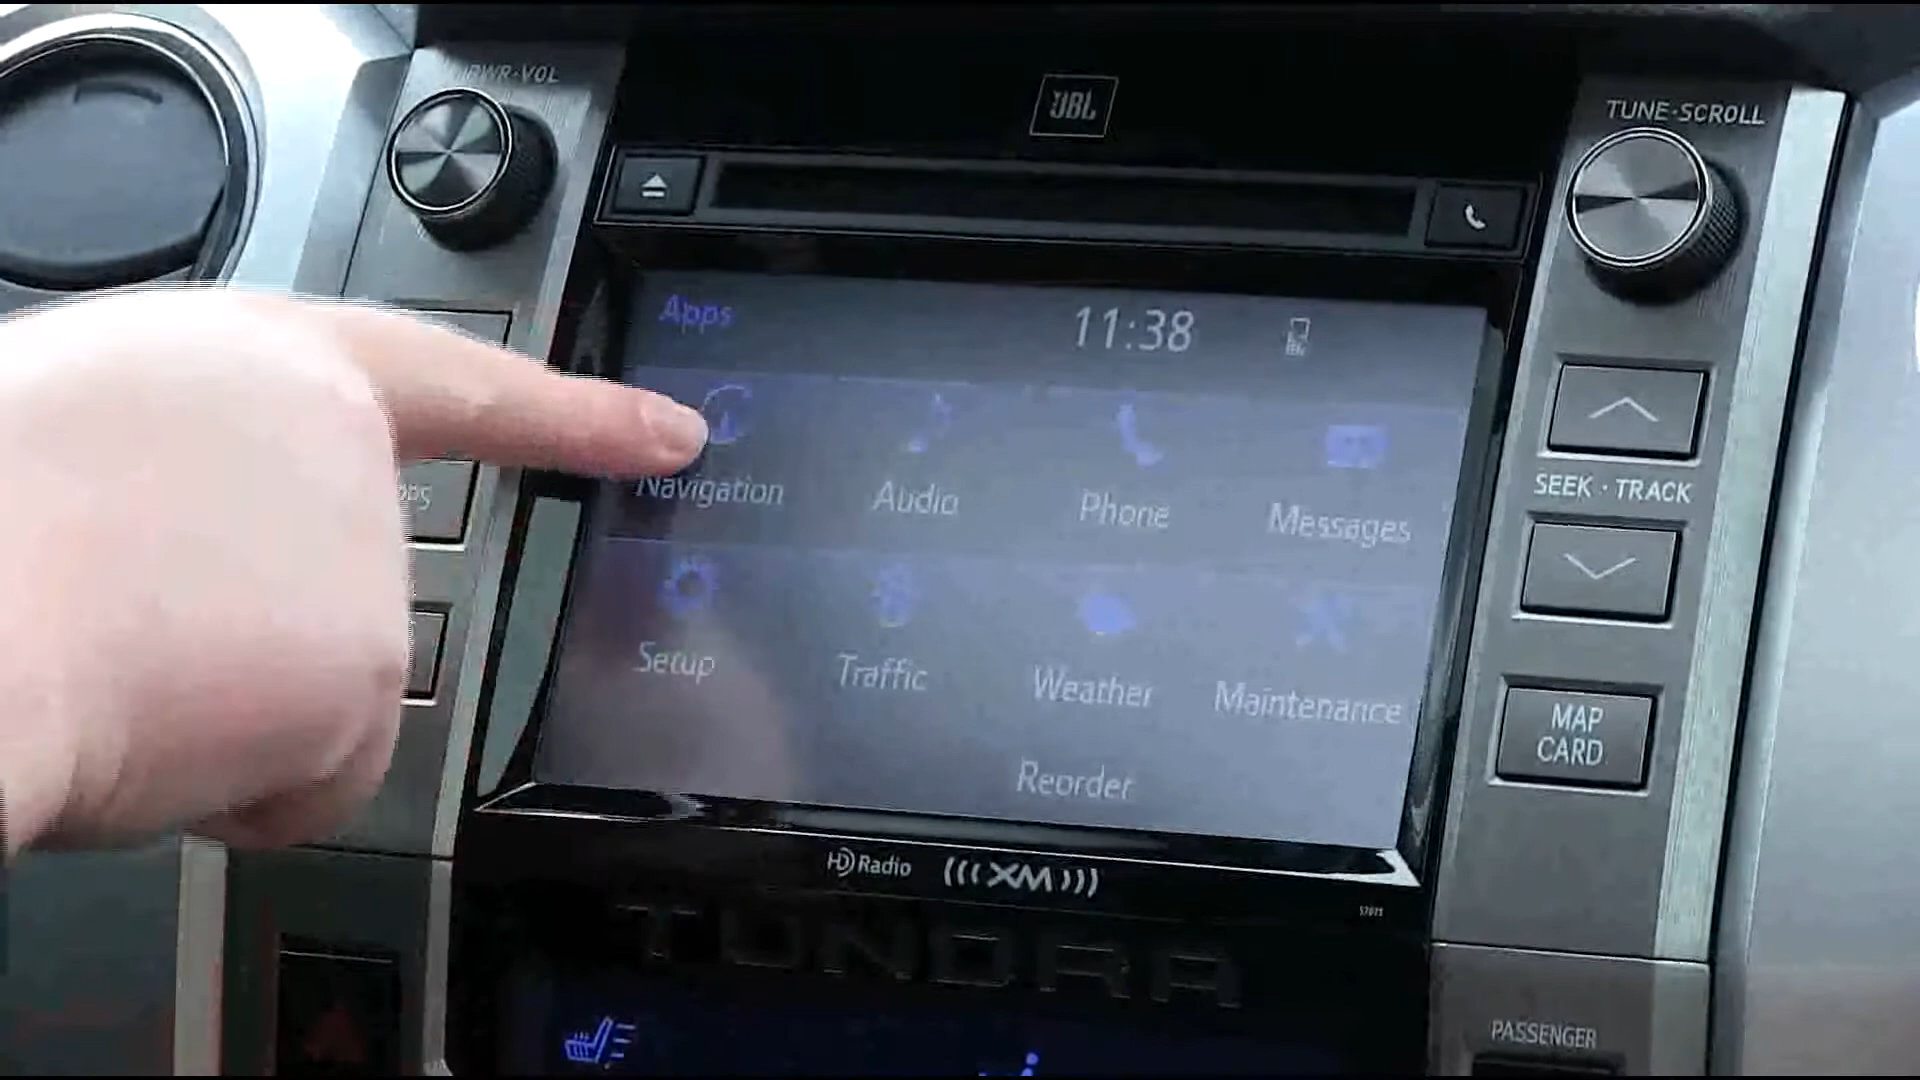 PWR·VOL
JBL
TUNE·SCROLL
Apps
11:38
Navigation
Audio
Phone
Messages
SEEK · TRACK
Setup
Traffic
Weather
Maintenance
MAP
CARD
Reorder
HD Radio
((( XM )))
57073
TUNDRA
PASSENGER